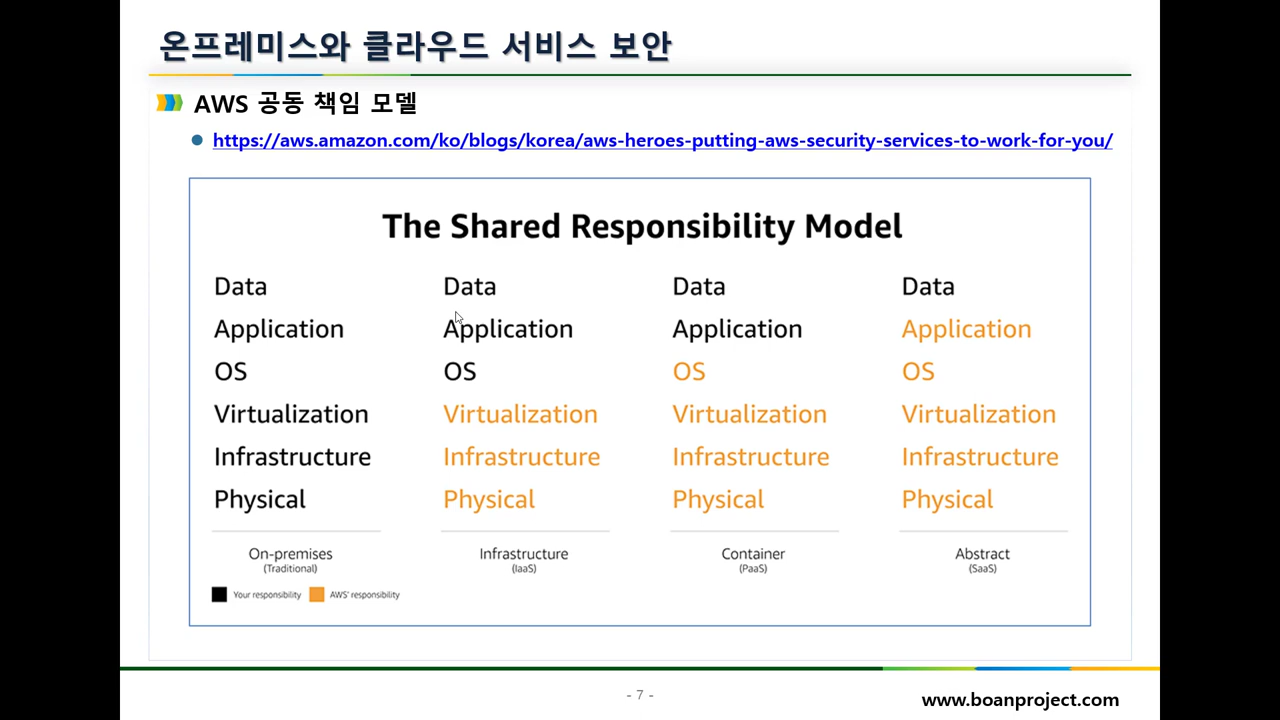 온프레미스와 클라우드 서비스 보안
AWS 공동 책임 모델
https://aws.amazon.com/ko/blogs/korea/aws-heroes-putting-aws-security-services-to-work-for-you/
The Shared Responsibility Model
Data Data Data Data
Application Application Application Application
OS OS OS OS
Virtualization Virtualization Virtualization Virtualization
Infrastructure Infrastructure Infrastructure Infrastructure
Physical Physical Physical Physical
On-premises Infrastructure Container Abstract
(Traditional) (IaaS) (PaaS) (SaaS)
Your responsibility AWS' responsibility
- 7 -
www.boanproject.com